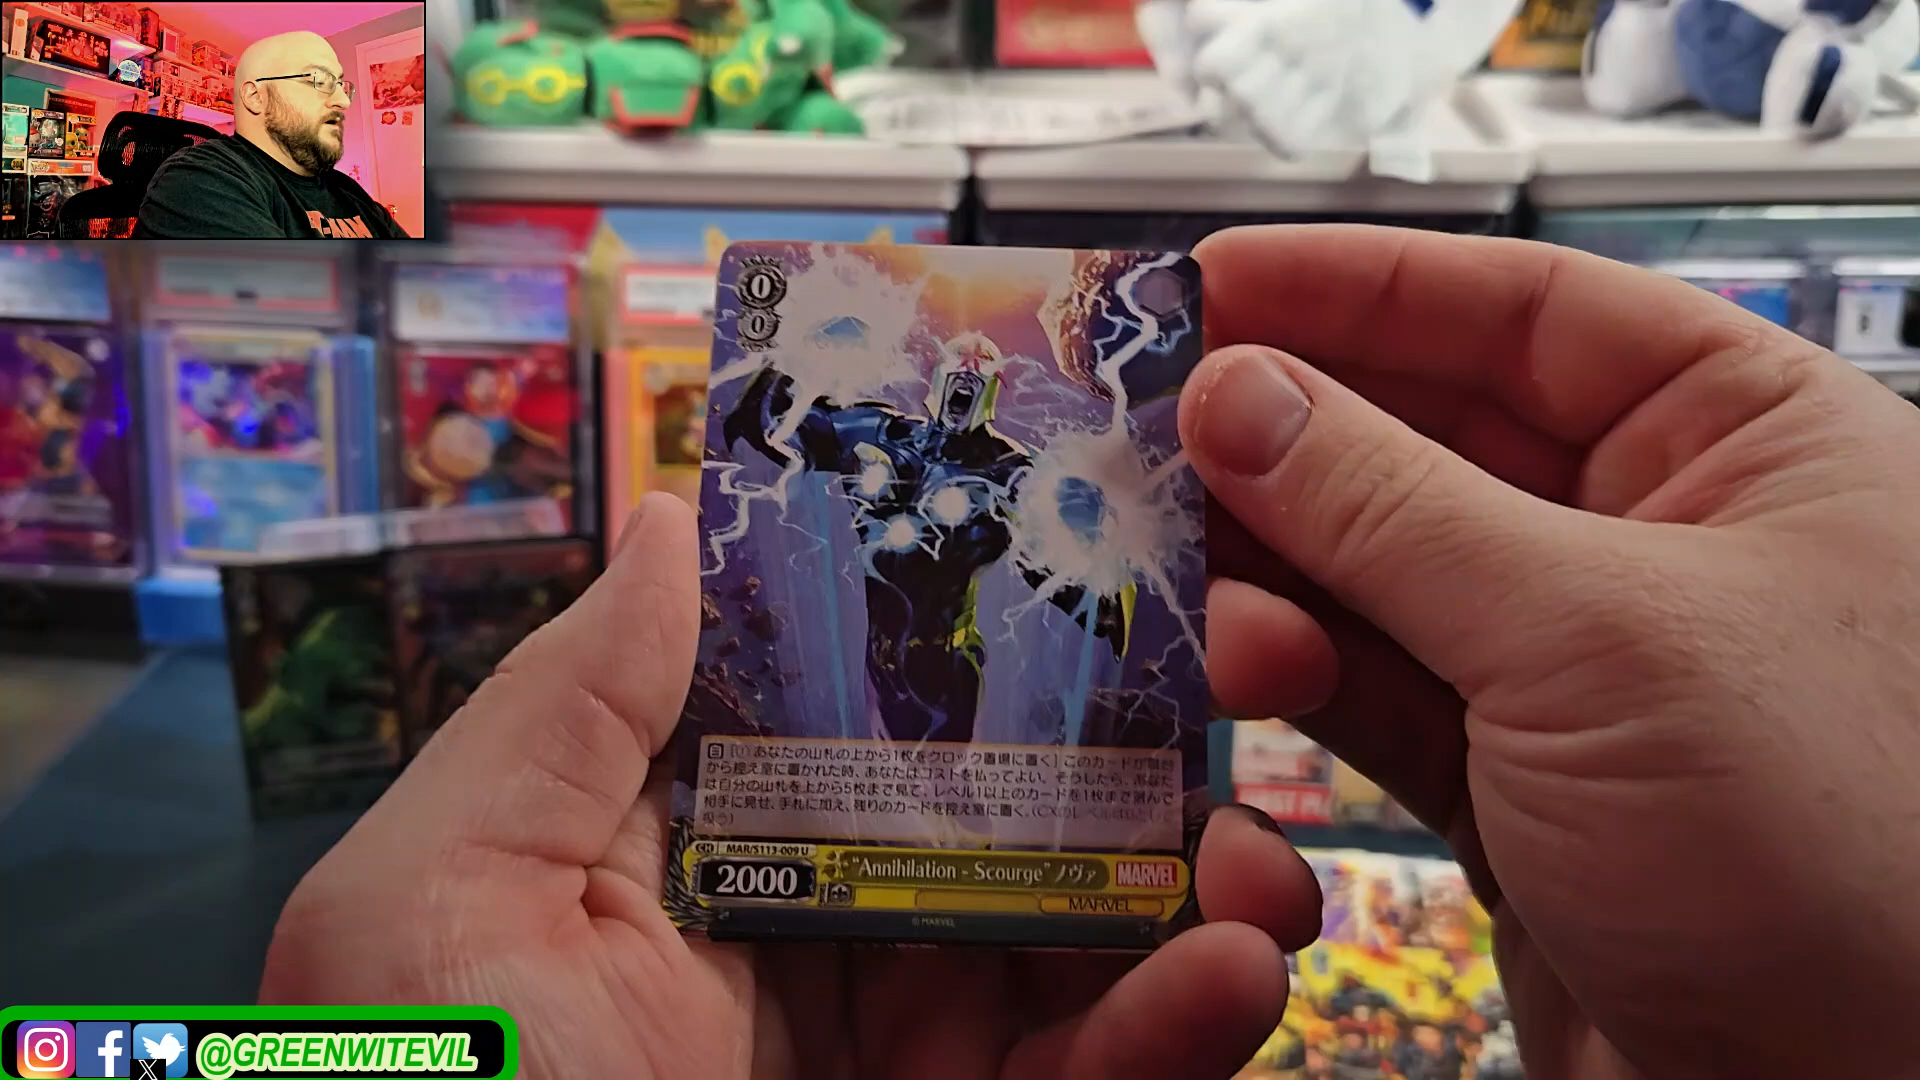 0
0
[(1) あなたの山札の上から1枚をクロック置場に置く] このカードが舞台
から控え室に置かれた時、あなたはコストを払ってよい。そうしたら、あなた
は自分の山札を上から5枚まで見て、レベル1以上のカードを1枚まで選んで
相手に見せ、手札に加え、残りのカードを控え室に置く。(CXのレベルは0として
扱う)
CH MAR/S113-009 U
2000 "Annihilation - Scourge" ノヴァ MARVEL
MARVEL
© MARVEL
@GREENWITEVIL